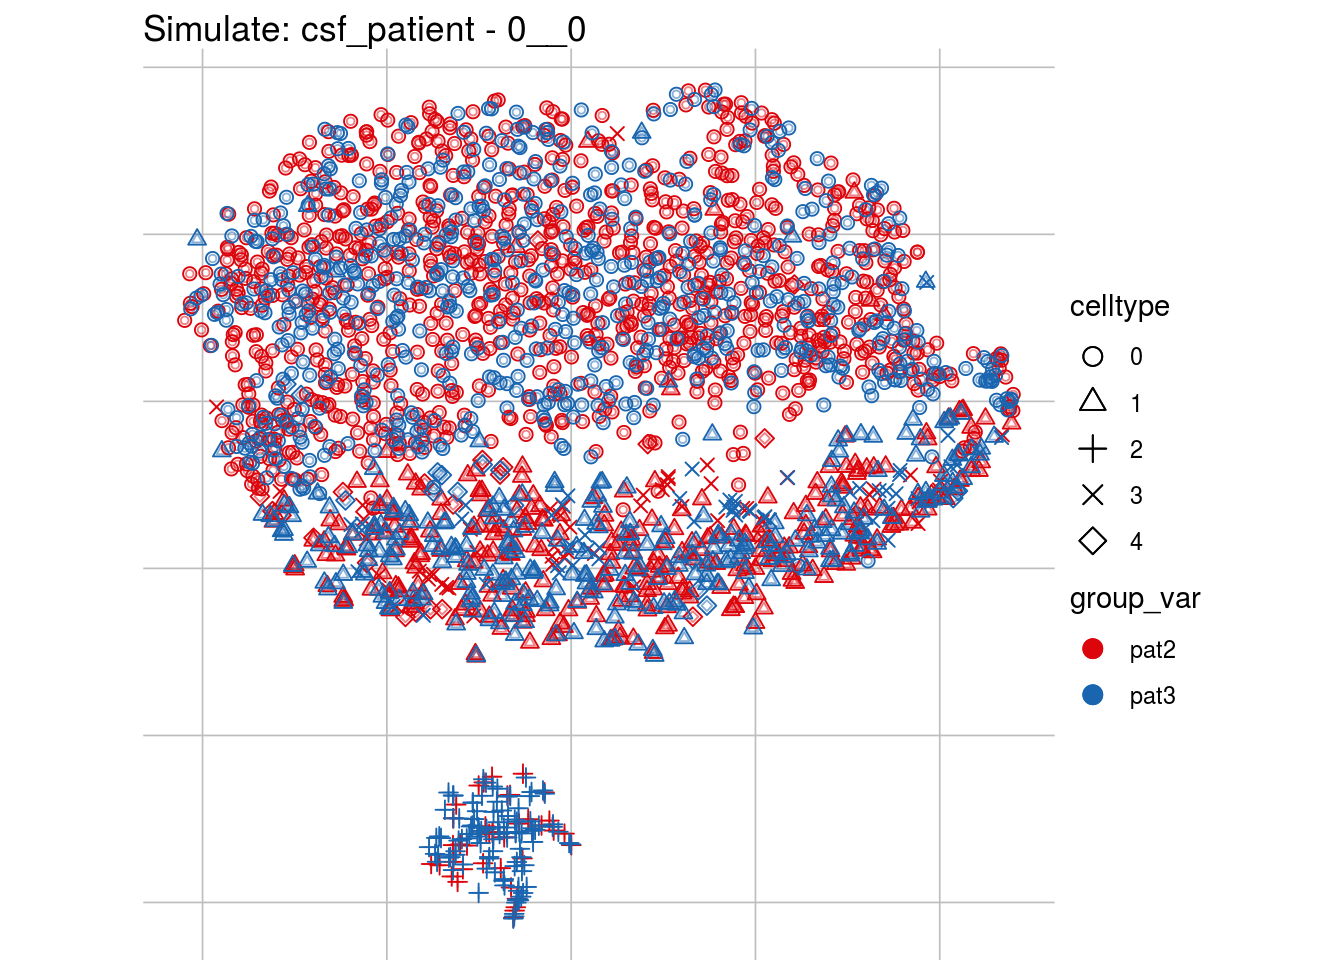 Simulate: csf_patient - 0__0
celltype
0
1
2
3
4
group_var
pat2
pat3